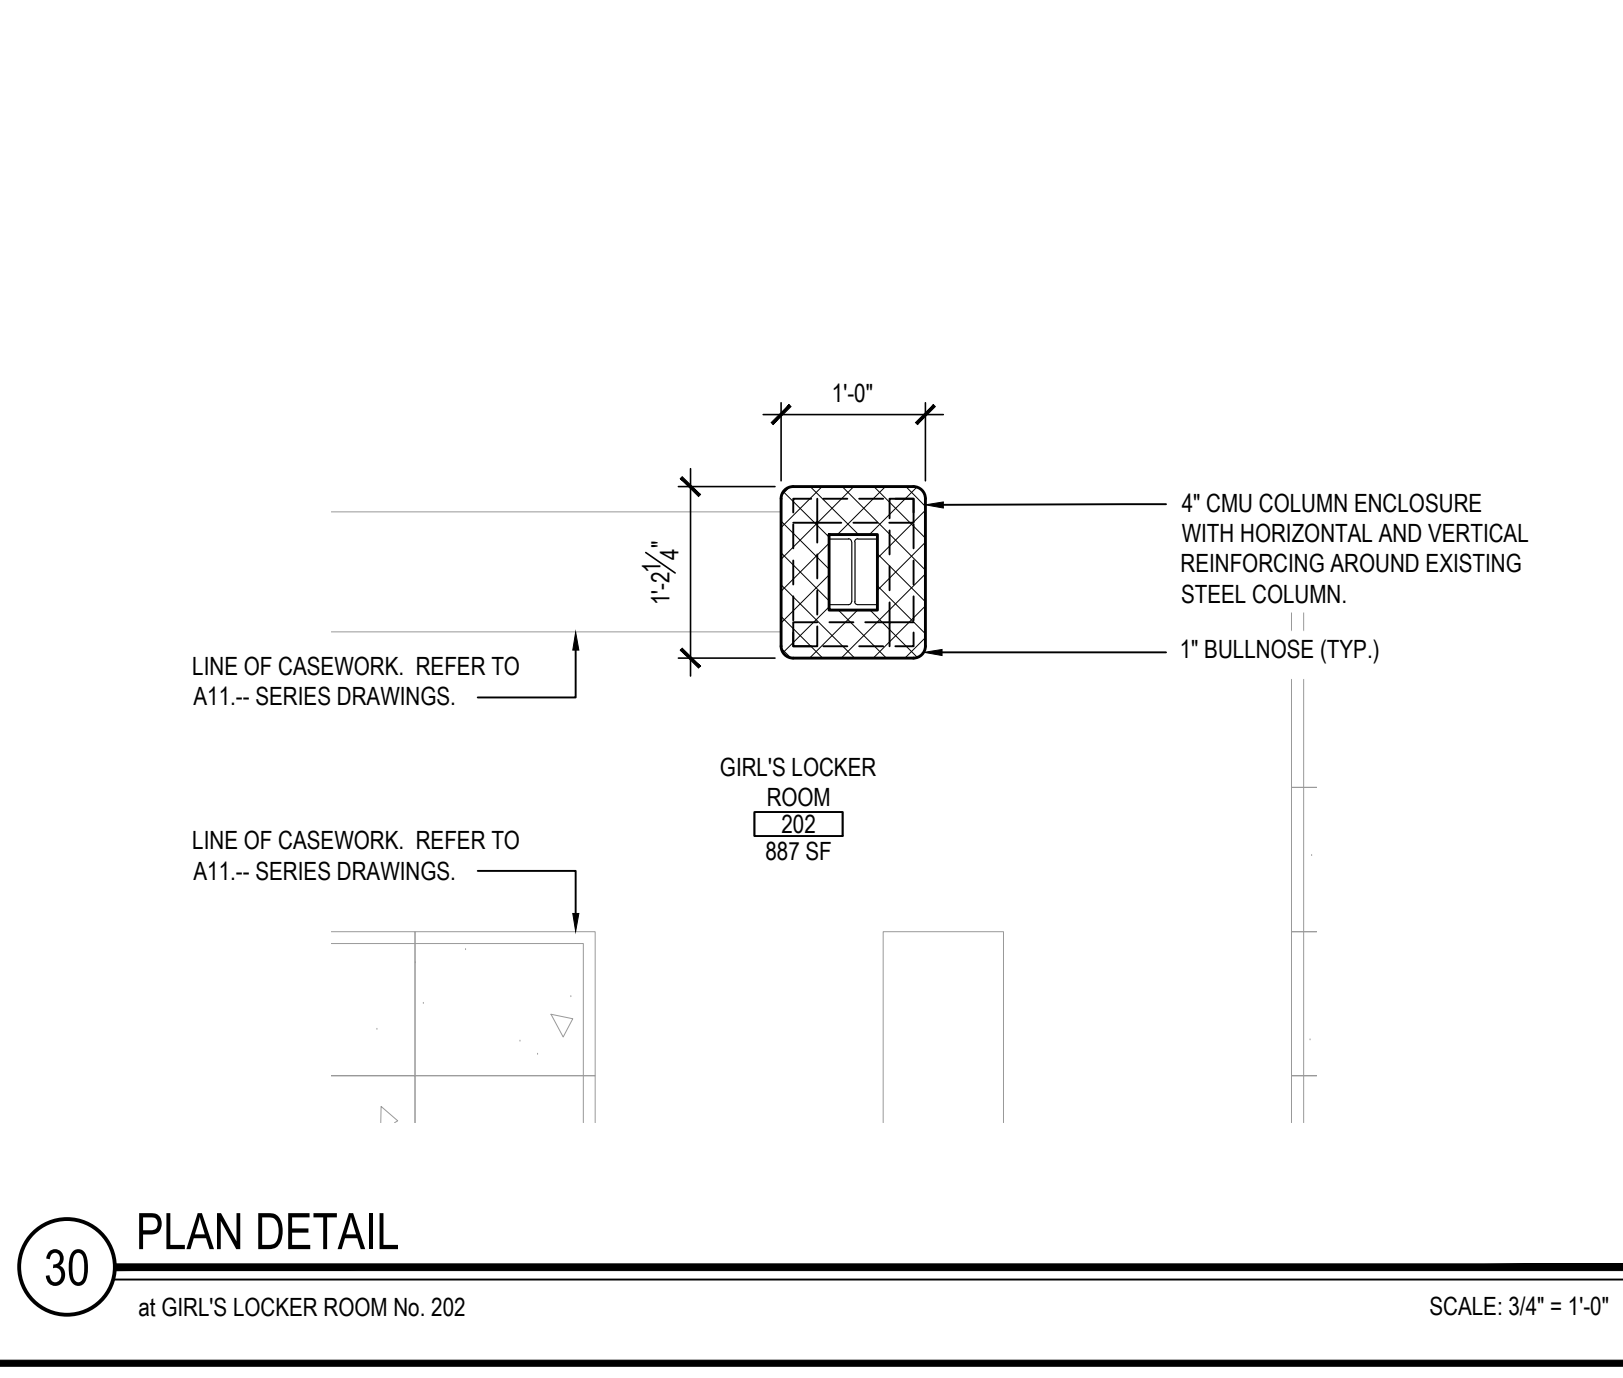 1'-0"
4" CMU COLUMN ENCLOSURE
WITH HORIZONTAL AND VERTICAL
REINFORCING AROUND EXISTING
STEEL COLUMN.
1'-2 1/4"
1" BULLNOSE (TYP.)
LINE OF CASEWORK.  REFER TO
A11.-- SERIES DRAWINGS.
GIRL'S LOCKER
ROOM
202
887 SF
LINE OF CASEWORK.  REFER TO
A11.-- SERIES DRAWINGS.
30
PLAN DETAIL
at GIRL'S LOCKER ROOM No. 202
SCALE: 3/4" = 1'-0"